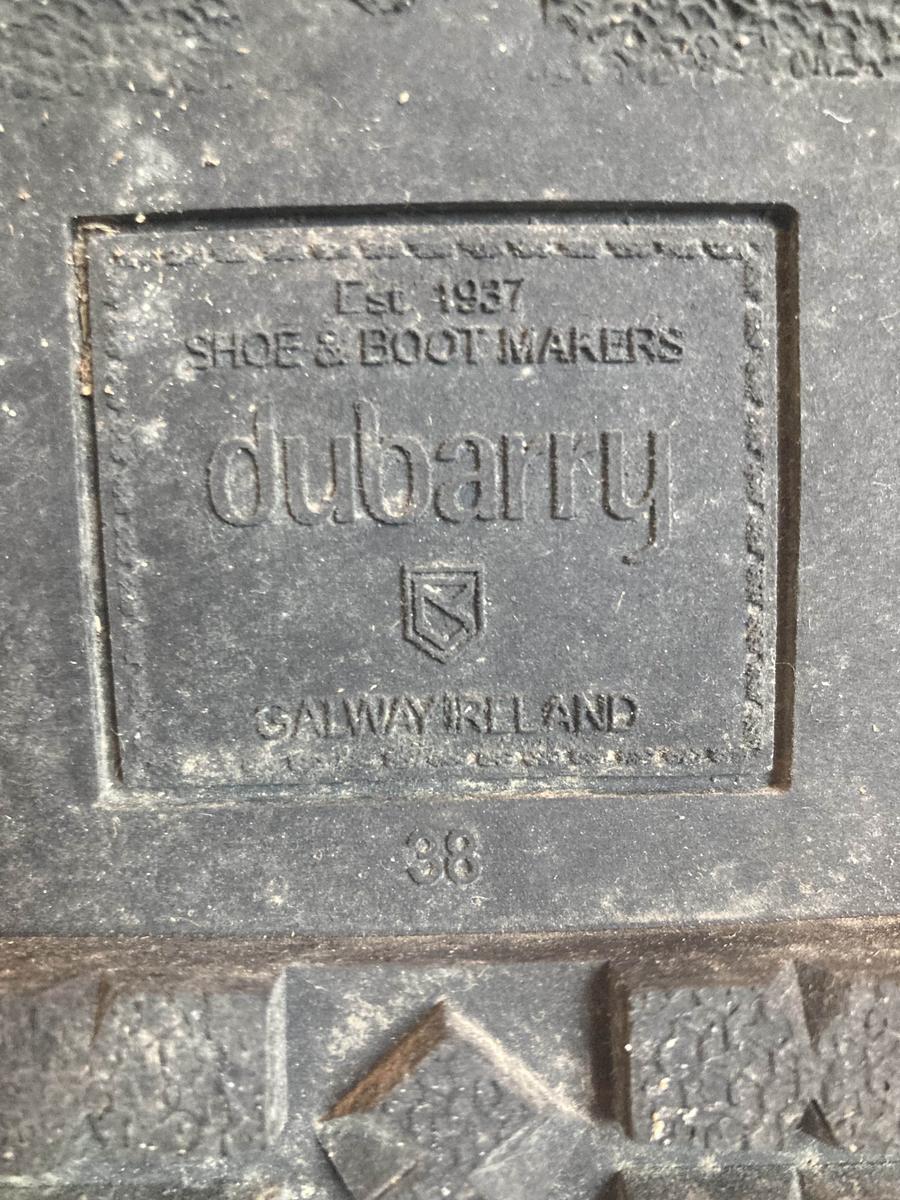 Est. 1937
SHOE & BOOT MAKERS
dubarry
GALWAY IRELAND
38